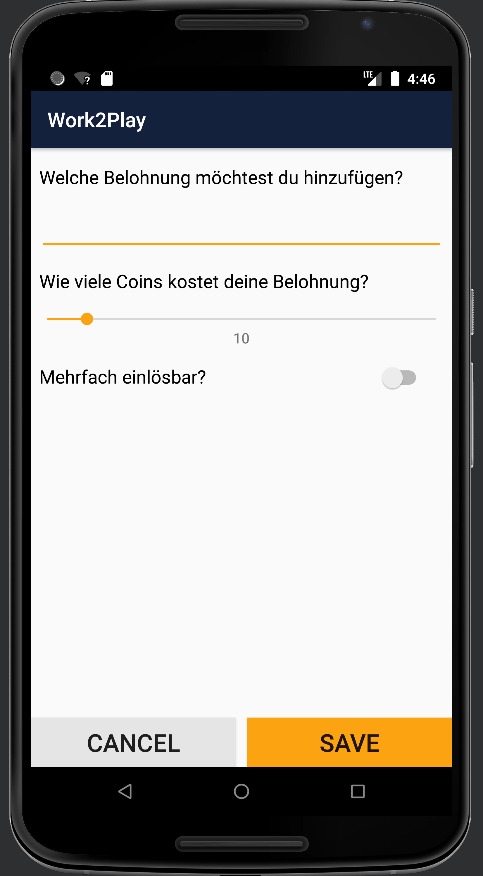 LTE 4:46
Work2Play
Welche Belohnung möchtest du hinzufügen?
Wie viele Coins kostet deine Belohnung?
10
Mehrfach einlösbar?
CANCEL SAVE